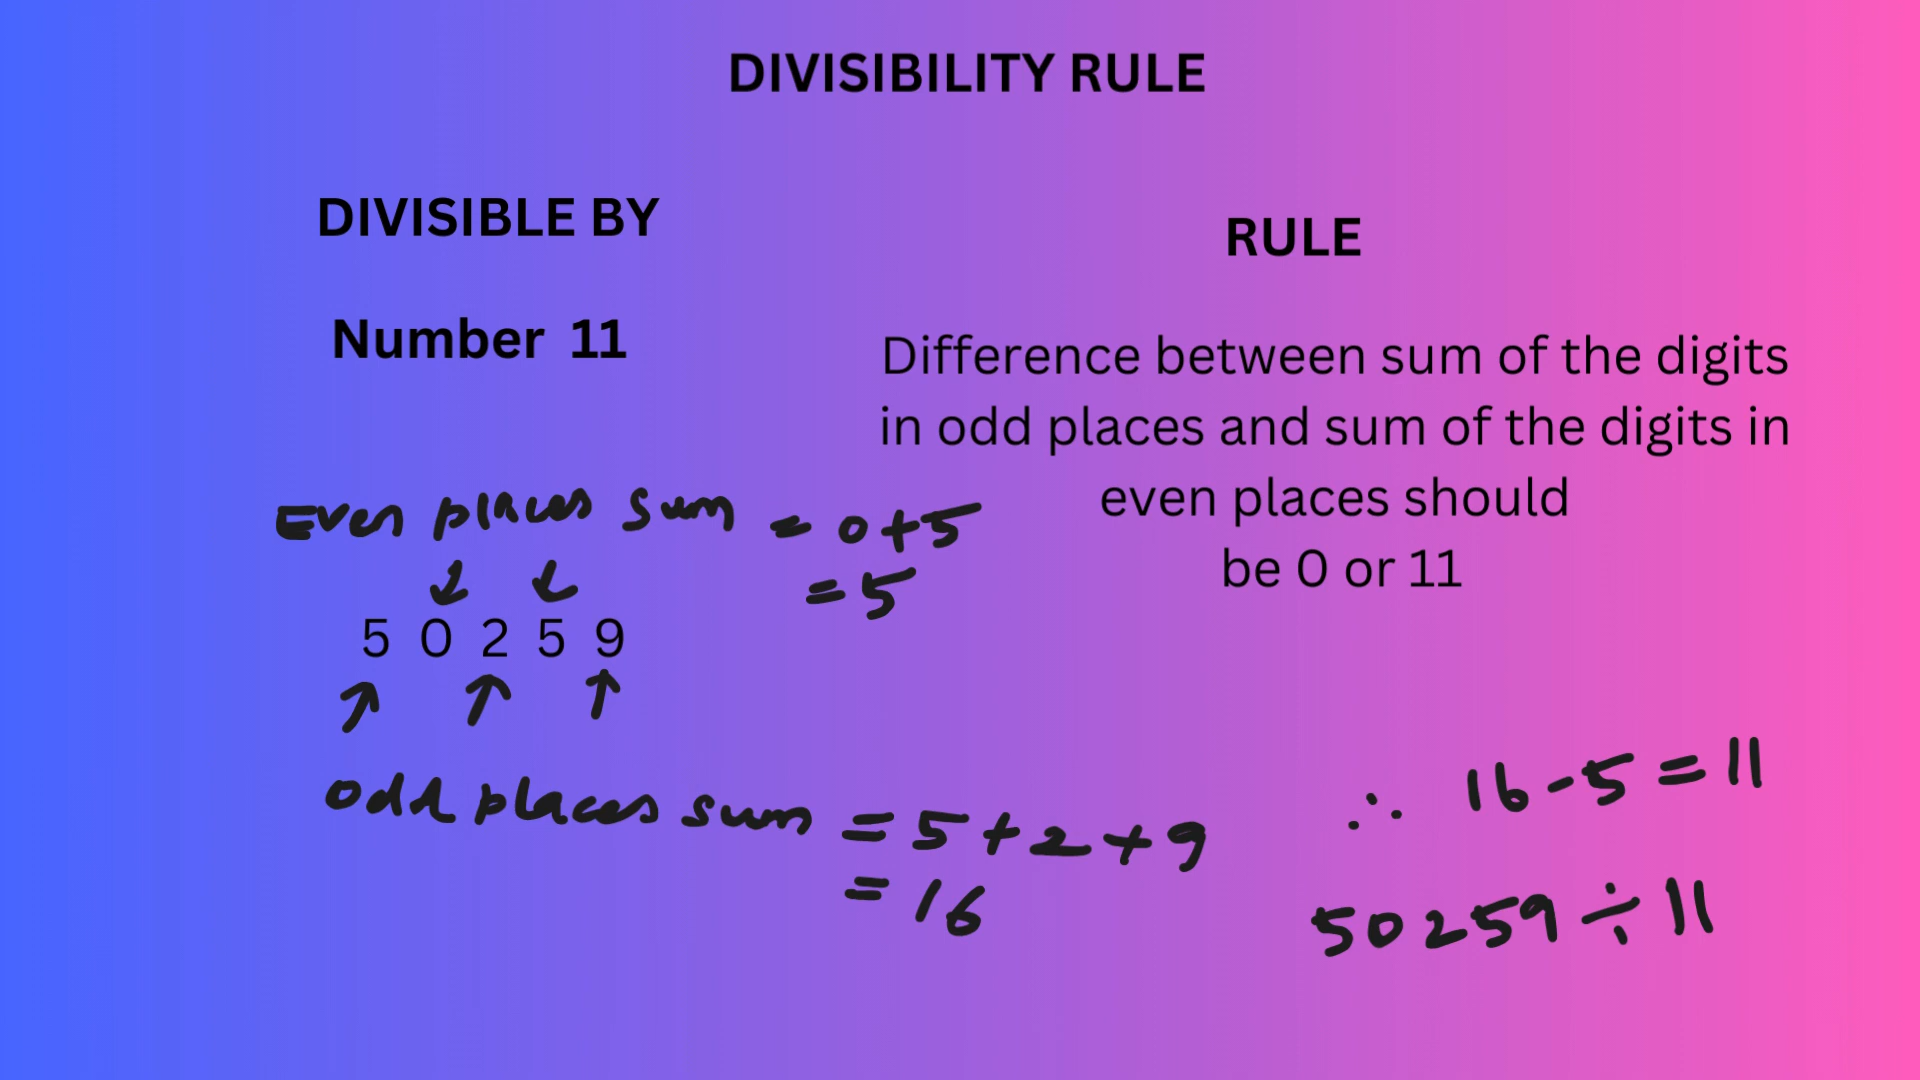 DIVISIBILITY RULE
DIVISIBLE BY
Number 11
RULE
Difference between sum of the digits
in odd places and sum of the digits in
even places should
be 0 or 11
Even places sum = 0+5
= 5
5 0 2 5 9
odd places sum = 5+2+9
= 16
∴ 16-5=11
50259÷11